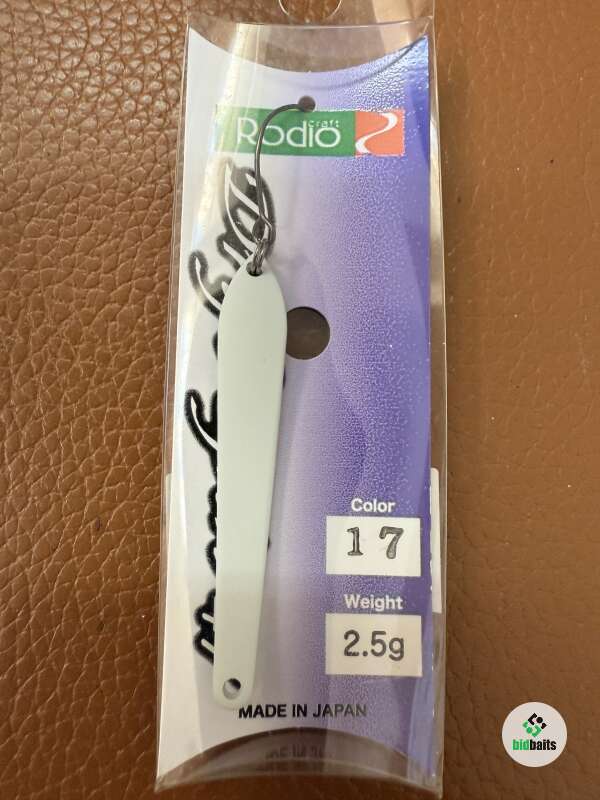 Rodio
craft
Color
17
Weight
2.5g
MADE IN JAPAN
bidbaits